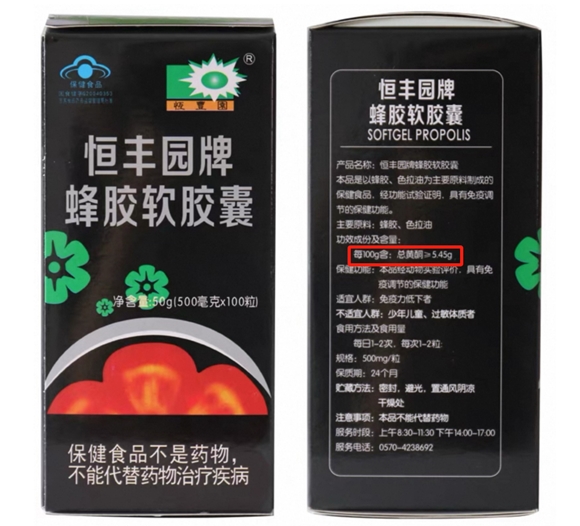 保健食品
®
恒豐園
恒丰园牌
蜂胶软胶囊
净含量:50g(500毫克×100粒)
保健食品不是药物,
不能代替药物治疗疾病
恒丰园牌
蜂胶软胶囊
SOFTGEL PROPOLIS
产品名称: 恒丰园牌蜂胶软胶囊
本品是以蜂胶、色拉油为主要原料制成的
保健食品, 经功能试验证明, 具有免疫调
节的保健功能。
主要原料: 蜂胶、色拉油
功效成份及含量:
每100g含: 总黄酮≥5.45g
保健功能: 本品经动物实验评价, 具有免
疫调节的保健功能
适宜人群: 免疫力低下者
不适宜人群: 少年儿童、过敏体质者
食用方法及食用量
每日1-2次, 每次1-2粒
规格: 500mg/粒
保质期: 24个月
贮藏方法: 密封, 避光, 置通风阴凉
干燥处
注意事项: 本品不能代替药物
服务时段: 上午8:30-11:30 下午14:00-17:00
服务电话: 0570-4238692